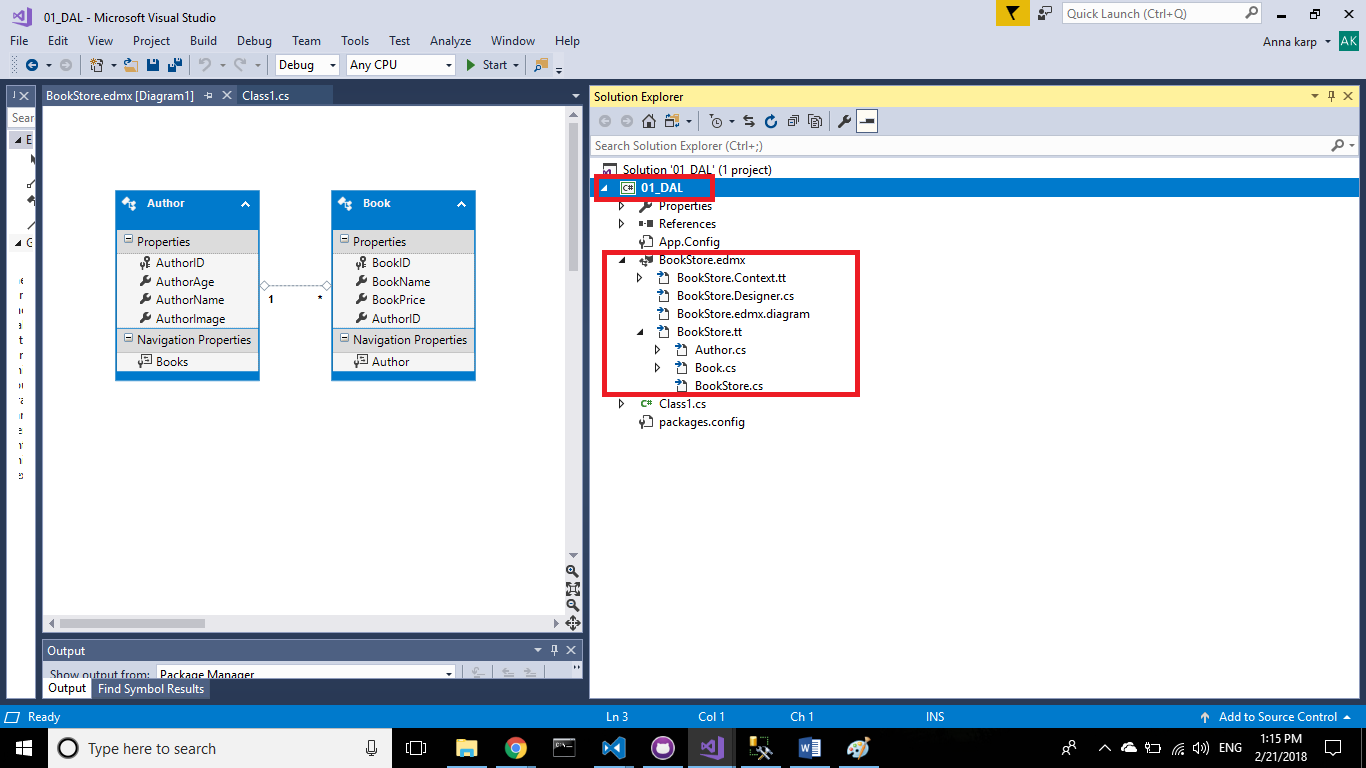 01_DAL - Microsoft Visual Studio
Quick Launch (Ctrl+Q)
File Edit View Project Build Debug Team Tools Test Analyze Window Help
Anna karp AK
Debug Any CPU Start
BookStore.edmx [Diagram1] Class1.cs
Solution Explorer
Sear
Search Solution Explorer (Ctrl+;)
Author
Properties
AuthorID
AuthorAge
AuthorName
AuthorImage
Navigation Properties
Books
1 *
Book
Properties
BookID
BookName
BookPrice
AuthorID
Navigation Properties
Author
Solution '01_DAL' (1 project)
C# 01_DAL
Properties
References
App.Config
BookStore.edmx
BookStore.Context.tt
BookStore.Designer.cs
BookStore.edmx.diagram
BookStore.tt
Author.cs
Book.cs
BookStore.cs
C# Class1.cs
packages.config
Output
Show output from: Package Manager
Output Find Symbol Results
Ready Ln 3 Col 1 Ch 1 INS Add to Source Control
Type here to search
ENG
1:15 PM
2/21/2018